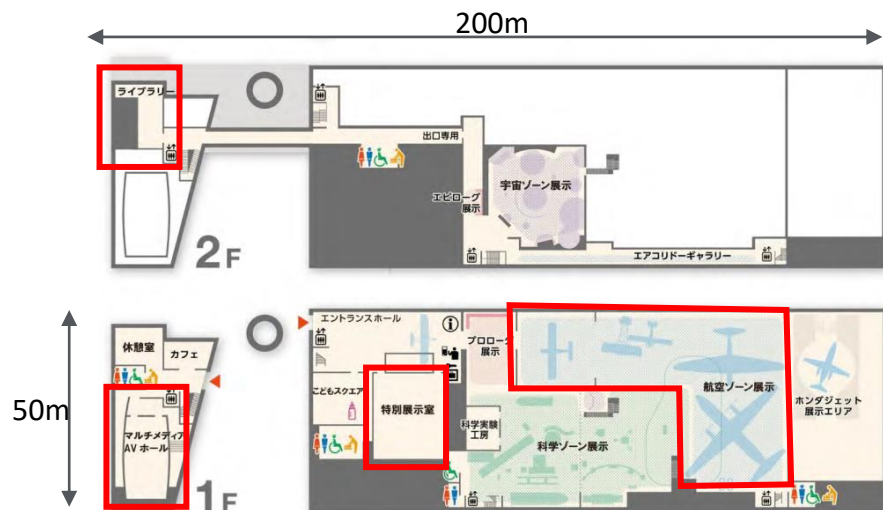 200m
ライブラリー
出口専用
宇宙ゾーン展示
エピローグ
展示
エアコリドーギャラリー
2F
50m
エントランスホール
プロローグ
展示
休憩室
カフェ
こどもスクエア
特別展示室
航空ゾーン展示
ホンダジェット
展示エリア
マルチメディア
AVホール
科学実験
工房
科学ゾーン展示
1F